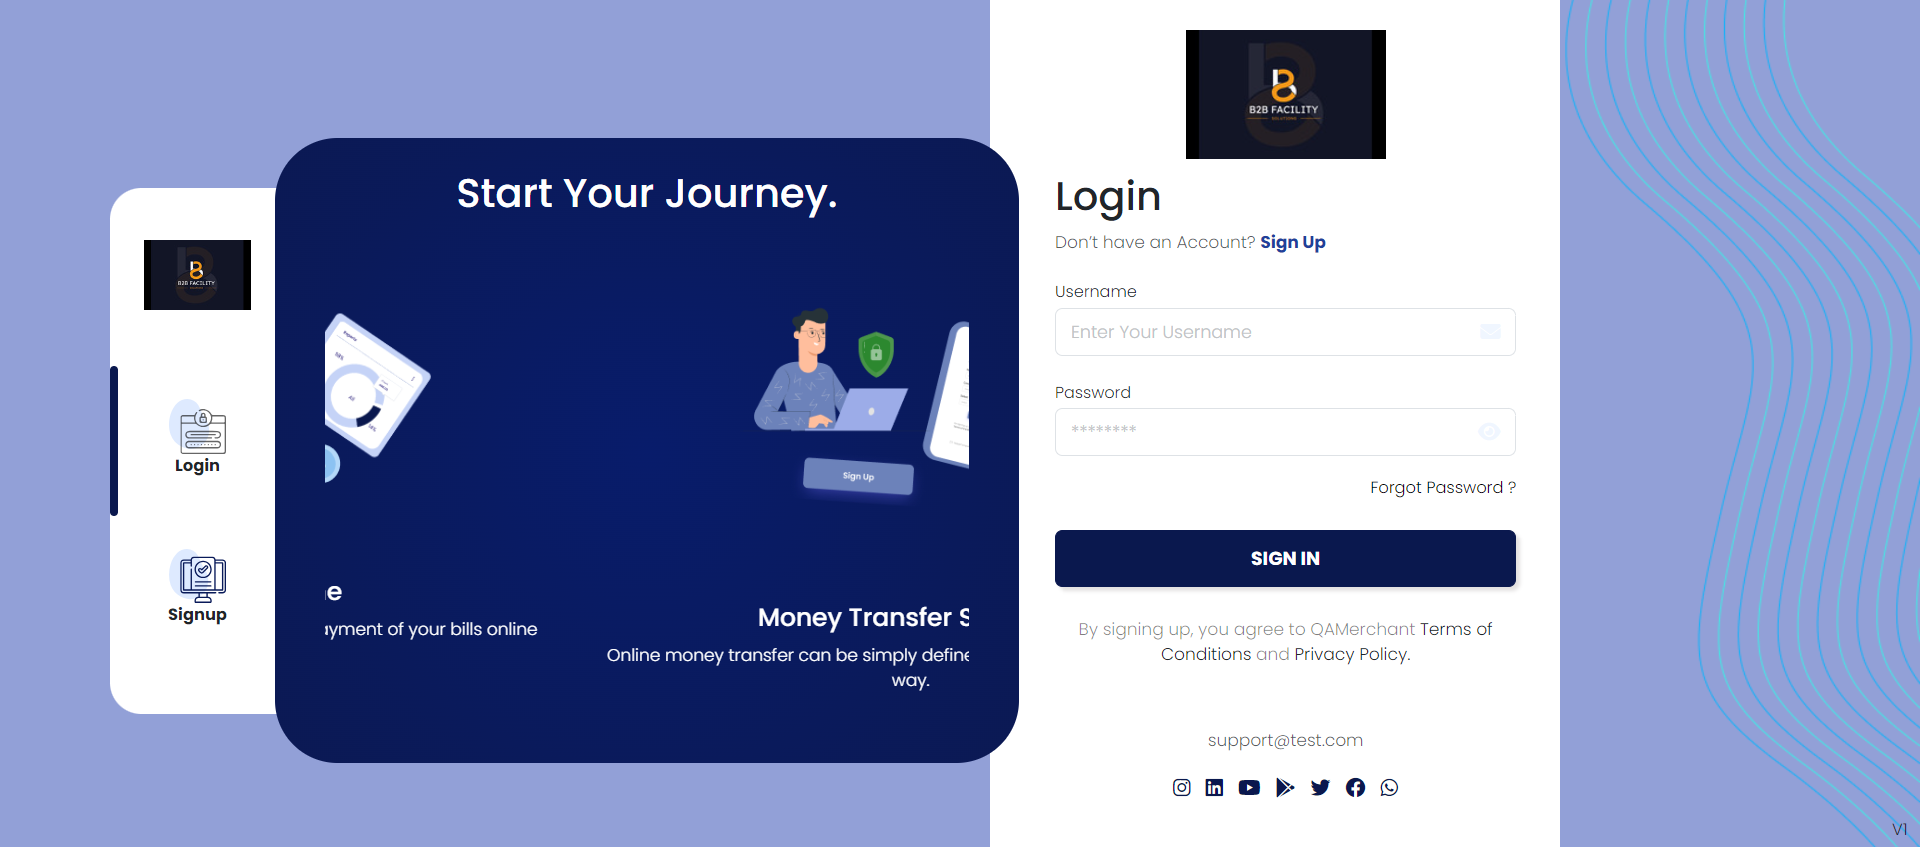 B2B FACILITY
SOLUTIONS
Login
Signup
B2B FACILITY
Start Your Journey.
Sign Up
e
ayment of your bills online
Money Transfer S
Online money transfer can be simply define
way.
Login
Don't have an Account? Sign Up
Username
Enter Your Username
Password
********
Forgot Password ?
SIGN IN
By signing up, you agree to QAMerchant Terms of
Conditions and Privacy Policy.
support@test.com
V1